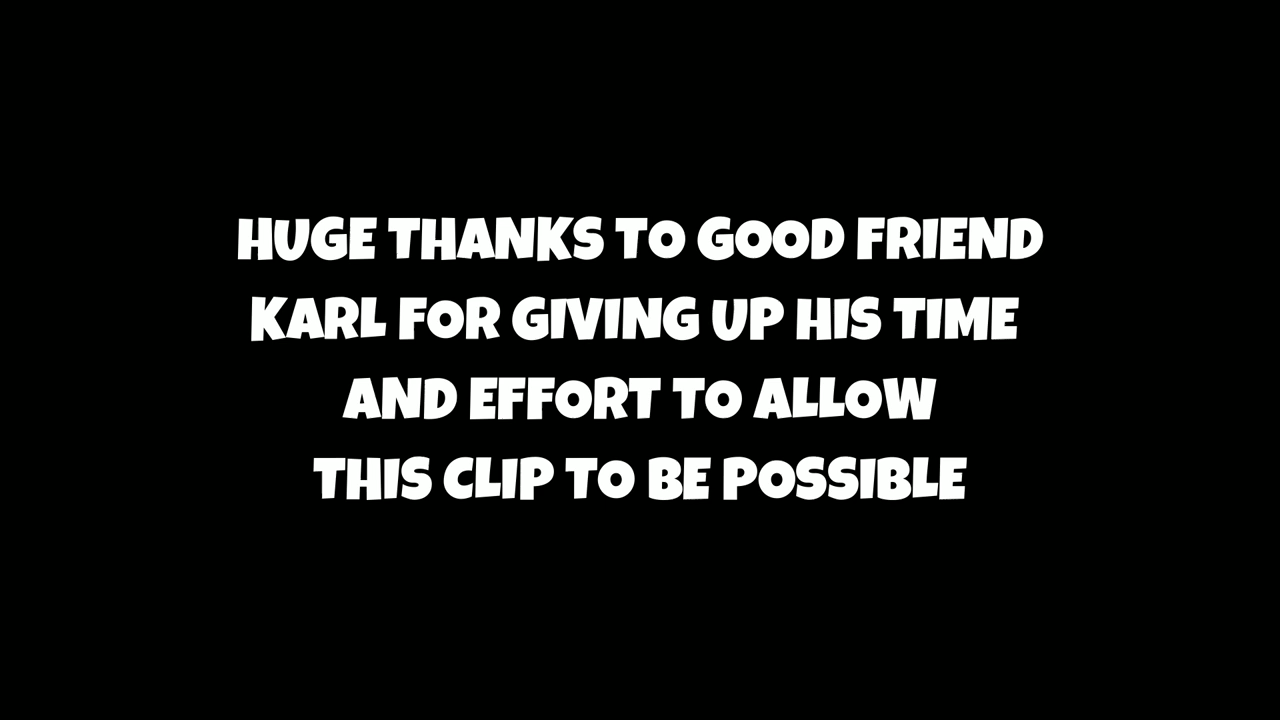 HUGE THANKS TO GOOD FRIEND
KARL FOR GIVING UP HIS TIME
AND EFFORT TO ALLOW
THIS CLIP TO BE POSSIBLE